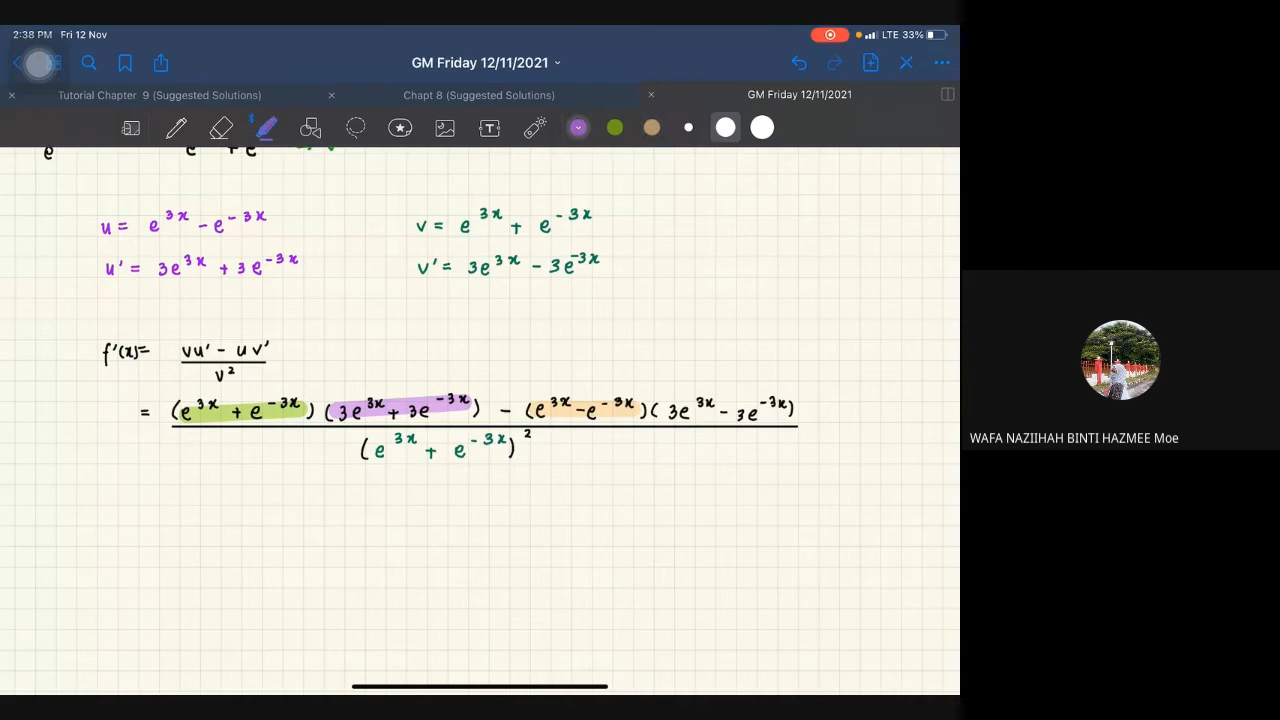 2:38 PM Fri 12 Nov LTE 33%
GM Friday 12/11/2021
Tutorial Chapter 9 (Suggested Solutions) Chapt 8 (Suggested Solutions) GM Friday 12/11/2021
e e + e
u = e^{3x} - e^{-3x} v = e^{3x} + e^{-3x}
u' = 3e^{3x} + 3e^{-3x} v' = 3e^{3x} - 3e^{-3x}
f'(x) = \frac{vu' - uv'}{v^2}
= \frac{(e^{3x} + e^{-3x})(3e^{3x} + 3e^{-3x}) - (e^{3x} - e^{-3x})(3e^{3x} - 3e^{-3x})}{(e^{3x} + e^{-3x})^2}
WAFA NAZIIHAH BINTI HAZMEE Moe